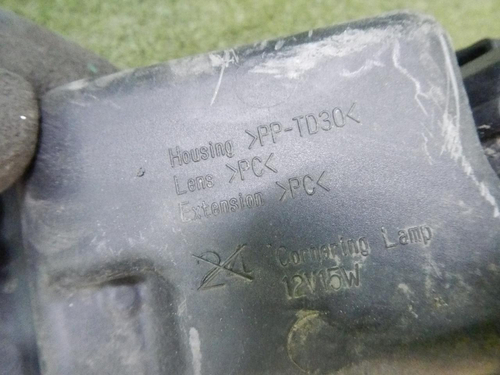 Housing >PP-TD30<
Lens >PC<
Extension >PC<
Cornering Lamp
12V15W